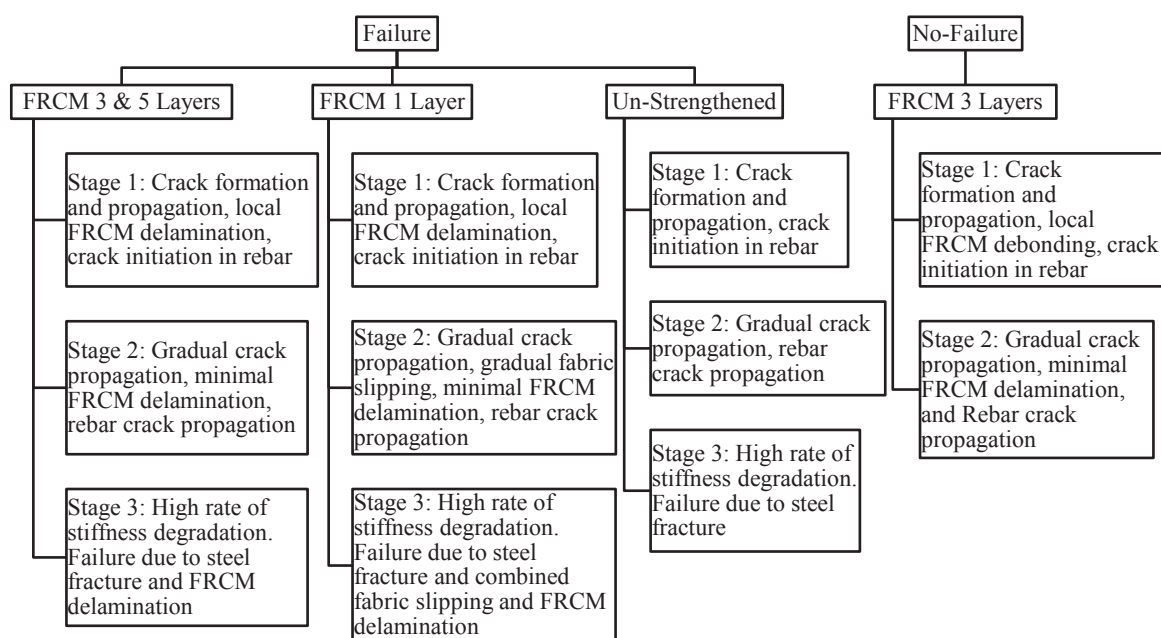 Failure
No-Failure
FRCM 3 & 5 Layers
FRCM 1 Layer
Un-Strengthened
FRCM 3 Layers
Stage 1: Crack formation
and propagation, local
FRCM delamination,
crack initiation in rebar
Stage 2: Gradual crack
propagation, minimal
FRCM delamination,
rebar crack propagation
Stage 3: High rate of
stiffness degradation.
Failure due to steel
fracture and FRCM
delamination
Stage 1: Crack formation
and propagation, local
FRCM delamination,
crack initiation in rebar
Stage 2: Gradual crack
propagation, gradual fabric
slipping, minimal FRCM
delamination, rebar crack
propagation
Stage 3: High rate of
stiffness degradation.
Failure due to steel
fracture and combined
fabric slipping and FRCM
delamination
Stage 1: Crack
formation and
propagation, crack
initiation in rebar
Stage 2: Gradual crack
propagation, rebar
crack propagation
Stage 3: High rate of
stiffness degradation.
Failure due to steel
fracture
Stage 1: Crack
formation and
propagation, local
FRCM debonding, crack
initiation in rebar
Stage 2: Gradual crack
propagation, minimal
FRCM delamination,
and Rebar crack
propagation